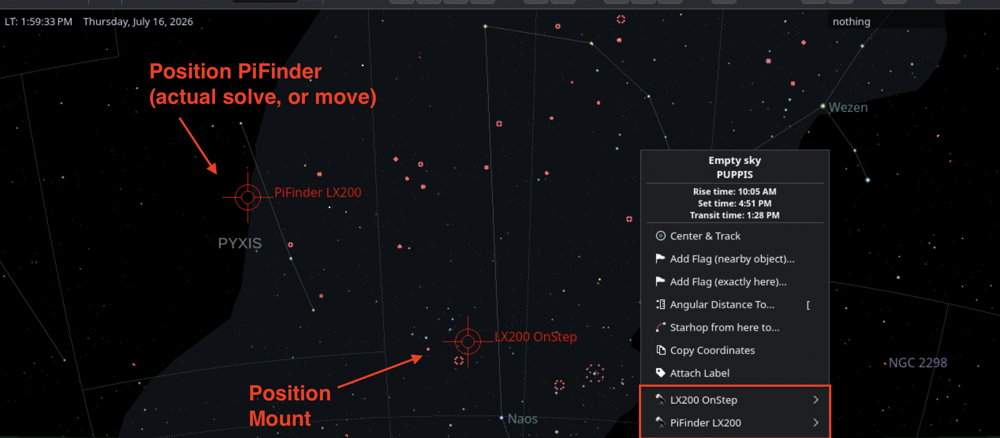 LT: 1:59:33 PM Thursday, July 16, 2026
nothing
Position PiFinder
(actual solve, or move)
Wezen
PiFinder LX200
PYXIS
LX200 OnStep
Position
Mount
Naos
NGC 2298
Empty sky
PUPPIS
Rise time: 10:05 AM
Set time: 4:51 PM
Transit time: 1:28 PM
Center & Track
Add Flag (nearby object)...
Add Flag (exactly here)...
Angular Distance To... [
Starhop from here to...
Copy Coordinates
Attach Label
LX200 OnStep
PiFinder LX200